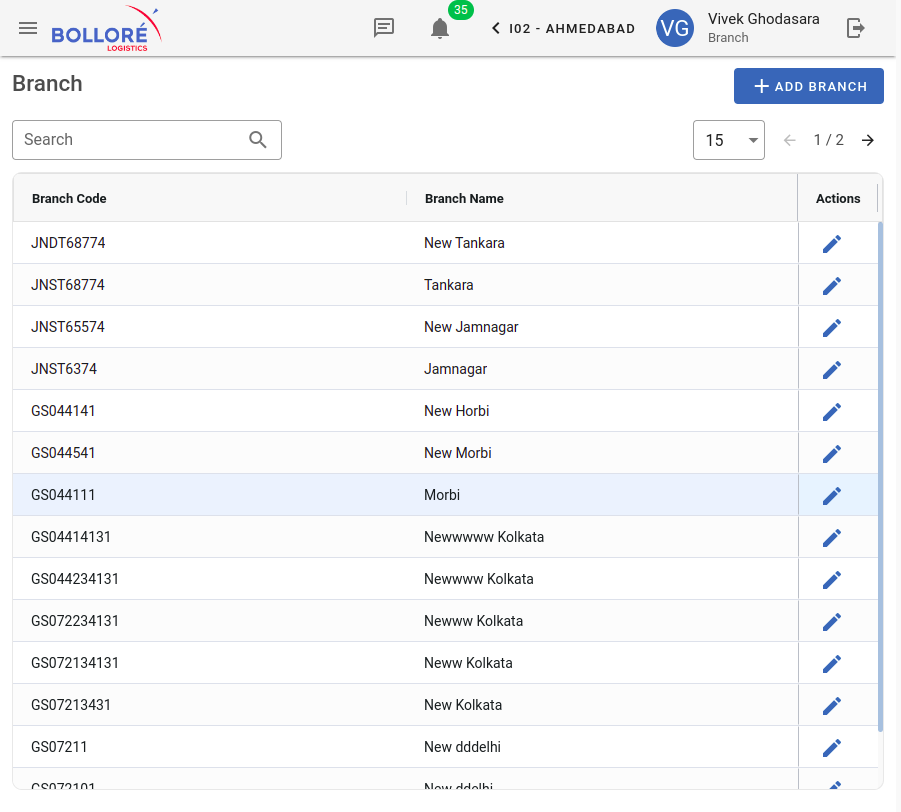 BOLLORÉ
LOGISTICS
35
I02 - AHMEDABAD
VG
Vivek Ghodasara
Branch
Branch
ADD BRANCH
Search
15
1 / 2
Branch Code Branch Name Actions
JNDT68774 New Tankara
JNST68774 Tankara
JNST65574 New Jamnagar
JNST6374 Jamnagar
GS044141 New Horbi
GS044541 New Morbi
GS044111 Morbi
GS04414131 Newwwww Kolkata
GS044234131 Newwww Kolkata
GS072234131 Newww Kolkata
GS072134131 Neww Kolkata
GS07213431 New Kolkata
GS07211 New dddelhi
GS072101 New ddelhi